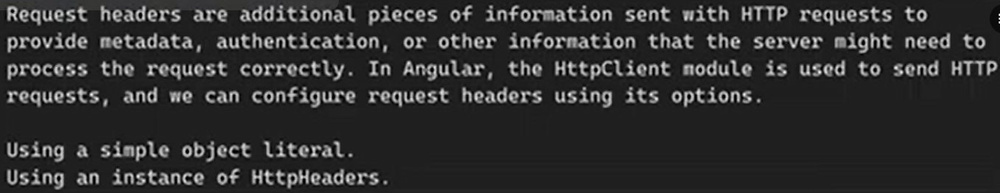 Request headers are additional pieces of information sent with HTTP requests to
provide metadata, authentication, or other information that the server might need to
process the request correctly. In Angular, the HttpClient module is used to send HTTP
requests, and we can configure request headers using its options.
Using a simple object literal.
Using an instance of HttpHeaders.